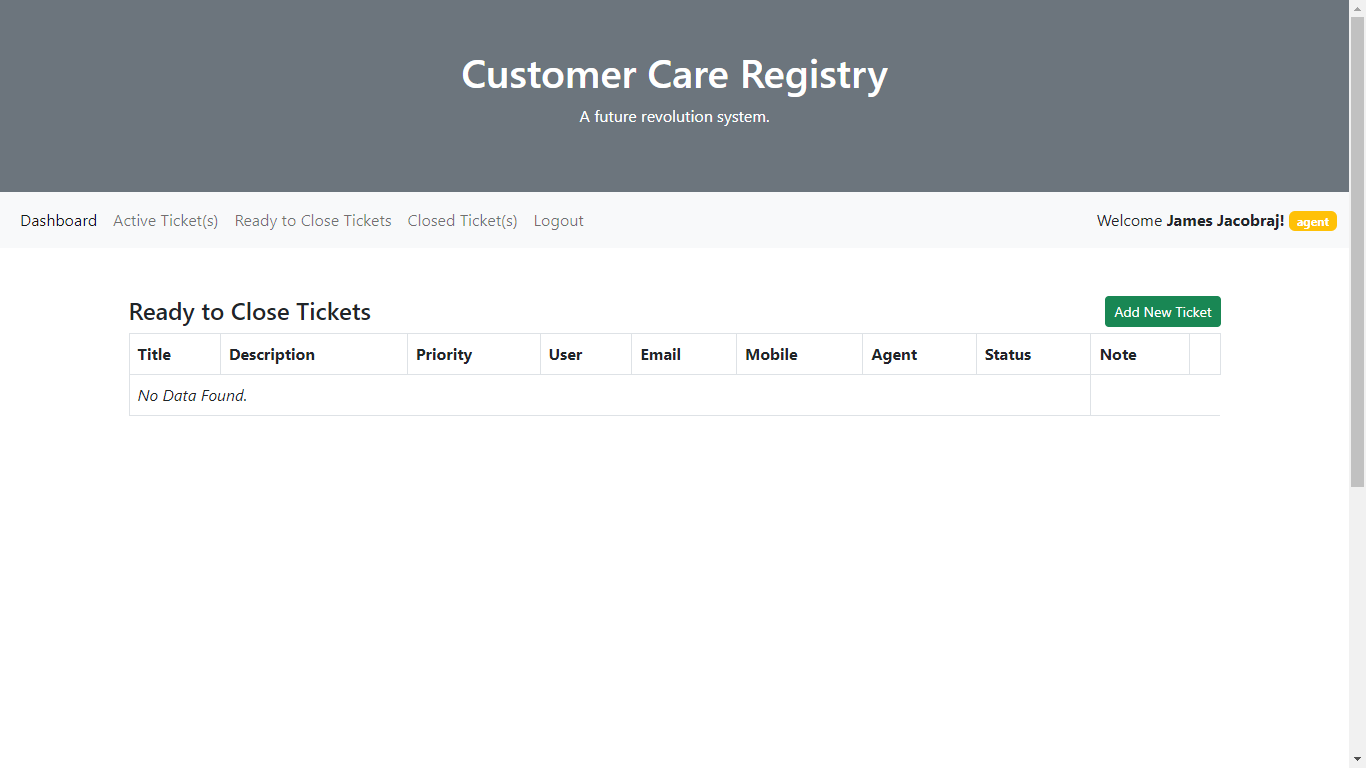 Customer Care Registry
A future revolution system.
Dashboard Active Ticket(s) Ready to Close Tickets Closed Ticket(s) Logout Welcome James Jacobraj! agent
Ready to Close Tickets Add New Ticket
Title Description Priority User Email Mobile Agent Status Note
No Data Found.